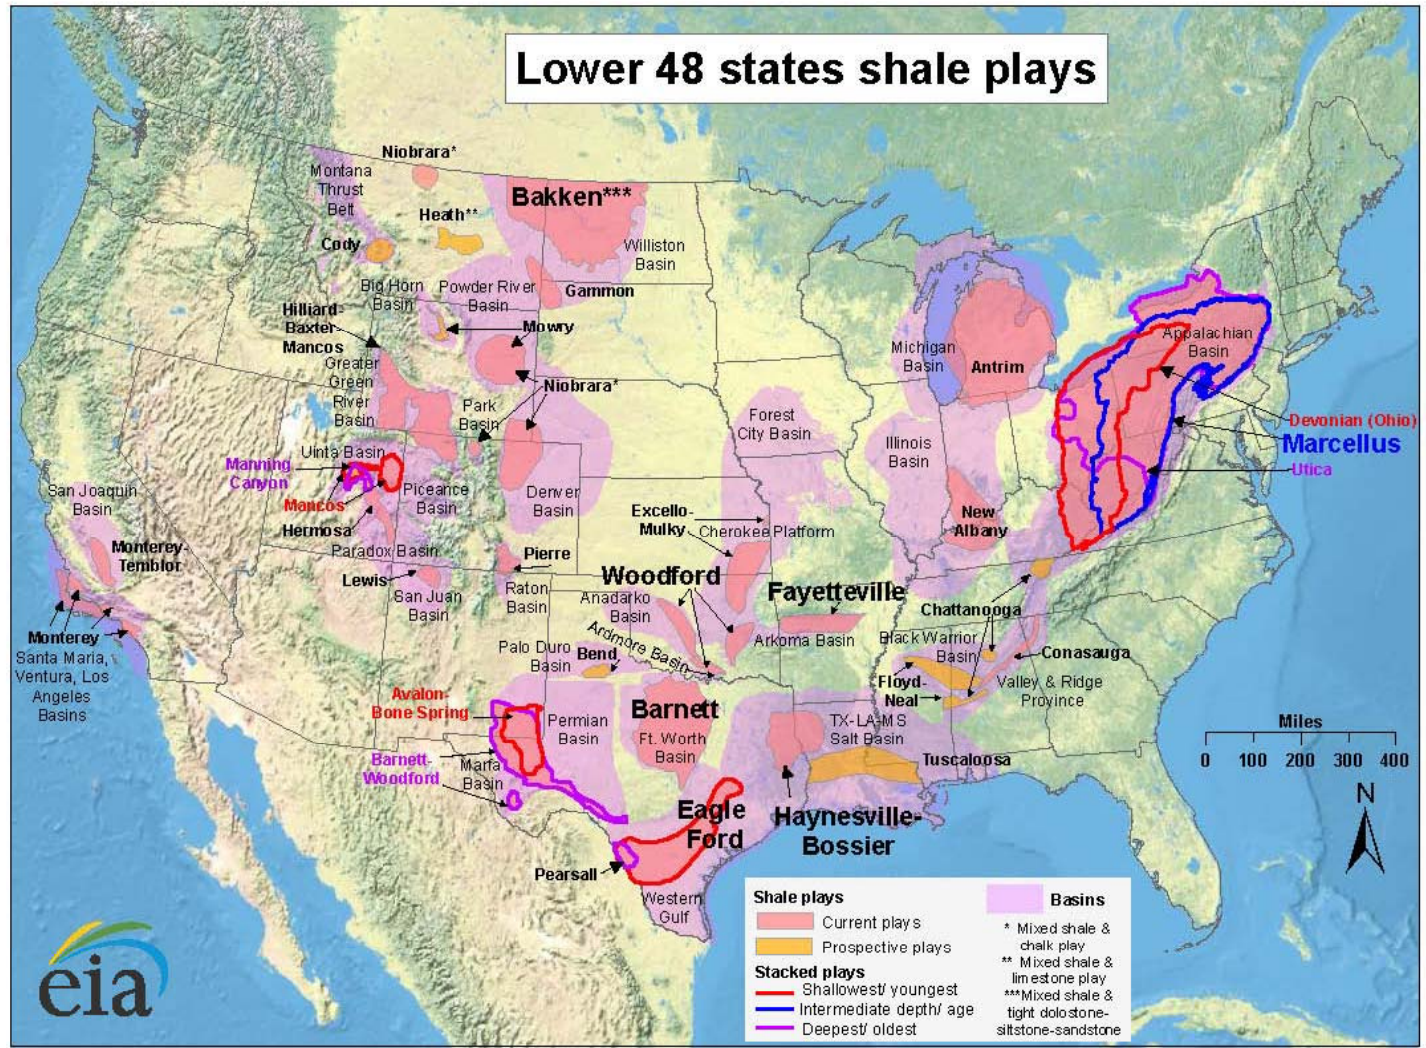 Lower 48 states shale plays
Niobrara*
Montana
Thrust
Belt
Bakken***
Heath**
Cody
Williston
Basin
Big Horn
Basin
Powder River
Basin
Gammon
Hilliard-
Baxter-
Mancos
Mowry
Greater
Green
River
Basin
Niobrara*
Park
Basin
Michigan
Basin
Antrim
Appalachian
Basin
Forest
City Basin
Illinois
Basin
Devonian (Ohio)
Marcellus
Utica
Uinta Basin
Manning
Canyon
Mancos
Piceance
Basin
Denver
Basin
San Joaquin
Basin
Hermosa
Excello-
Mulky
Cherokee Platform
New
Albany
Monterey-
Temblor
Paradox Basin
Pierre
Lewis
San Juan
Basin
Raton
Basin
Woodford
Anadarko
Basin
Fayetteville
Chattanooga
Monterey
Santa Maria,
Ventura, Los
Angeles
Basins
Palo Duro
Basin
Bend
Ardmore Basin
Arkoma Basin
Black Warrior
Basin
Conasauga
Floyd-
Neal
Valley & Ridge
Province
Avalon-
Bone Spring
Permian
Basin
Barnett
Ft. Worth
Basin
TX-LA-MS
Salt Basin
Tuscaloosa
Barnett-
Woodford
Marfa
Basin
Eagle
Ford
Haynesville-
Bossier
Pearsall
Western
Gulf
Miles
0 100 200 300 400
N
Shale plays
Current plays
Prospective plays
Stacked plays
Shallowest/ youngest
Intermediate depth/ age
Deepest/ oldest
Basins
* Mixed shale &
chalk play
** Mixed shale &
limestone play
***Mixed shale &
tight dolostone-
siltstone-sandstone
eia